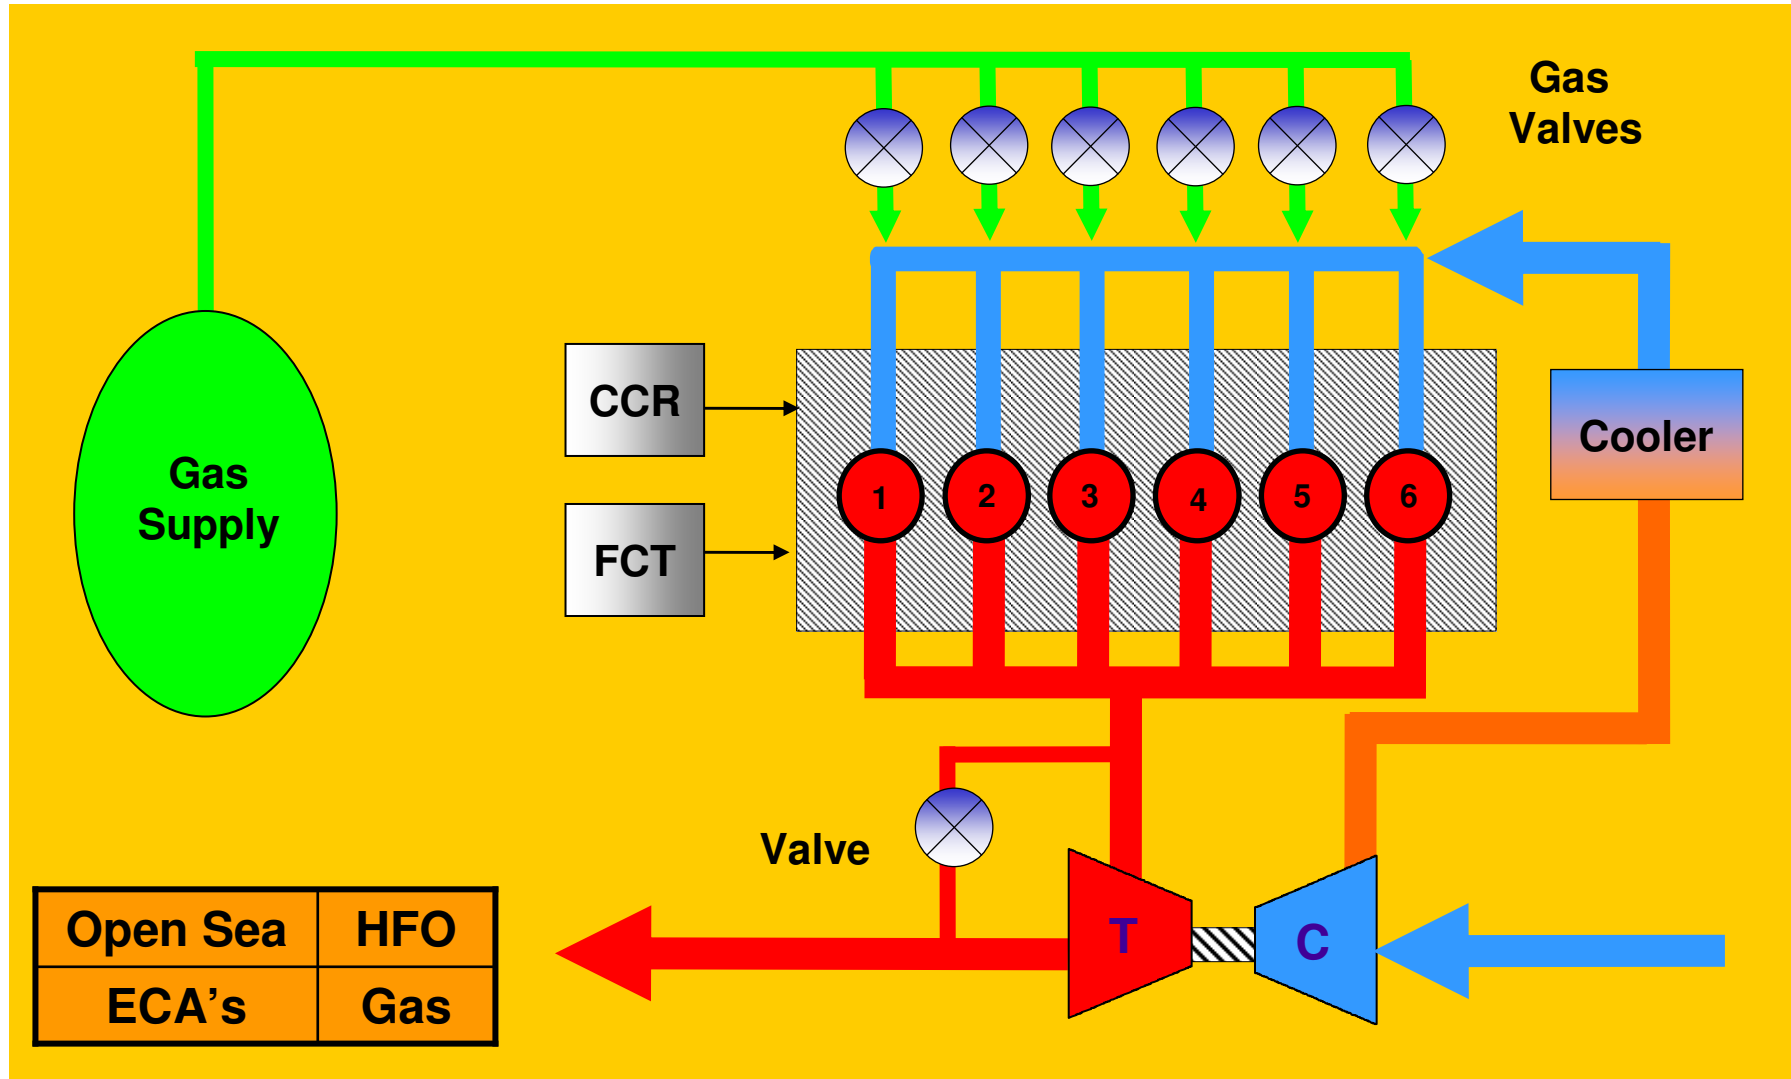 Gas
Valves
Gas
Supply
CCR
FCT
1 2 3 4 5 6
Cooler
Valve
T
C
Open Sea HFO
ECA’s Gas